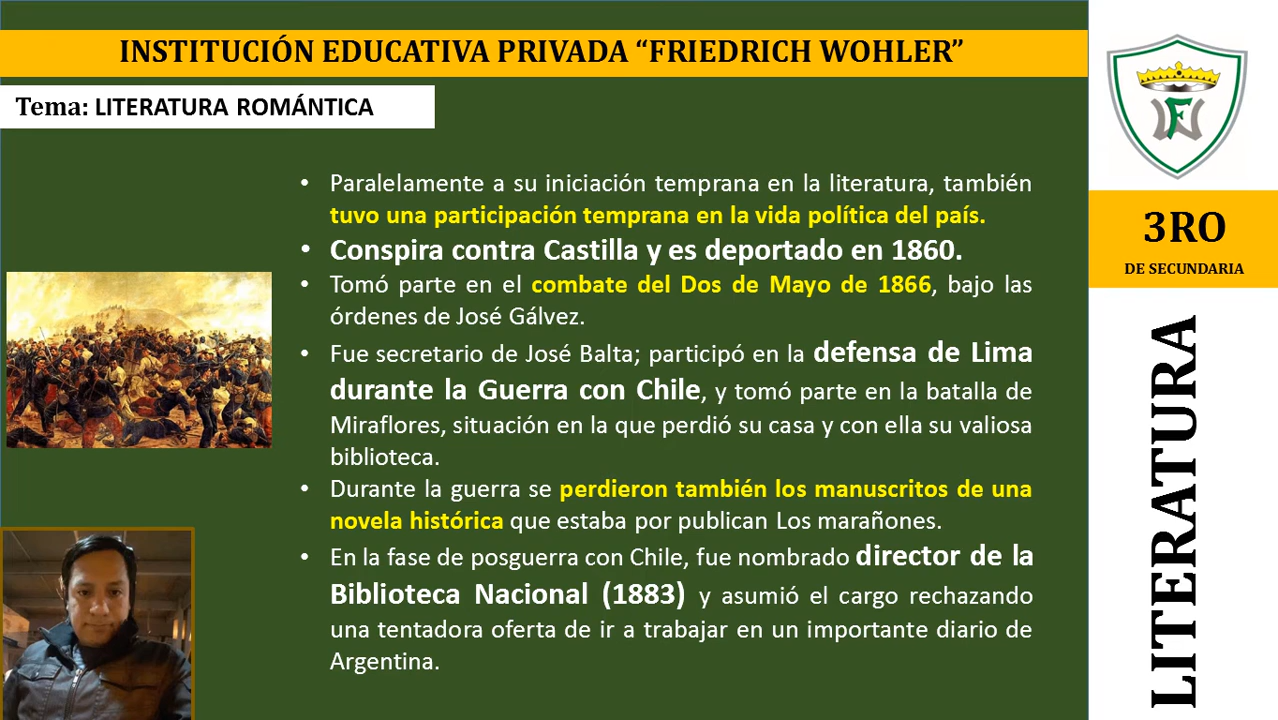 INSTITUCIÓN EDUCATIVA PRIVADA “FRIEDRICH WOHLER”
Tema: LITERATURA ROMÁNTICA
• Paralelamente a su iniciación temprana en la literatura, también
tuvo una participación temprana en la vida política del país.
• Conspira contra Castilla y es deportado en 1860.
• Tomó parte en el combate del Dos de Mayo de 1866, bajo las
órdenes de José Gálvez.
• Fue secretario de José Balta; participó en la defensa de Lima
durante la Guerra con Chile, y tomó parte en la batalla de
Miraflores, situación en la que perdió su casa y con ella su valiosa
biblioteca.
• Durante la guerra se perdieron también los manuscritos de una
novela histórica que estaba por publican Los marañones.
• En la fase de posguerra con Chile, fue nombrado director de la
Biblioteca Nacional (1883) y asumió el cargo rechazando
una tentadora oferta de ir a trabajar en un importante diario de
Argentina.
FW
3RO
DE SECUNDARIA
LITERATURA